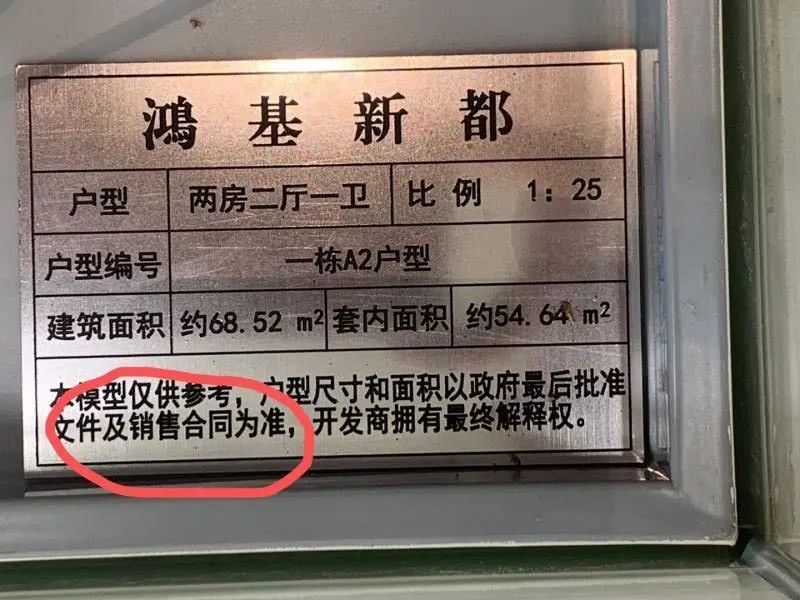 鴻基新都
户型 两房二厅一卫 比例 1：25
户型编号 一栋A2户型
建筑面积 约68.52 m² 套内面积 约54.64 m²
本模型仅供参考，户型尺寸和面积以政府最后批准
文件及销售合同为准，开发商拥有最终解释权。